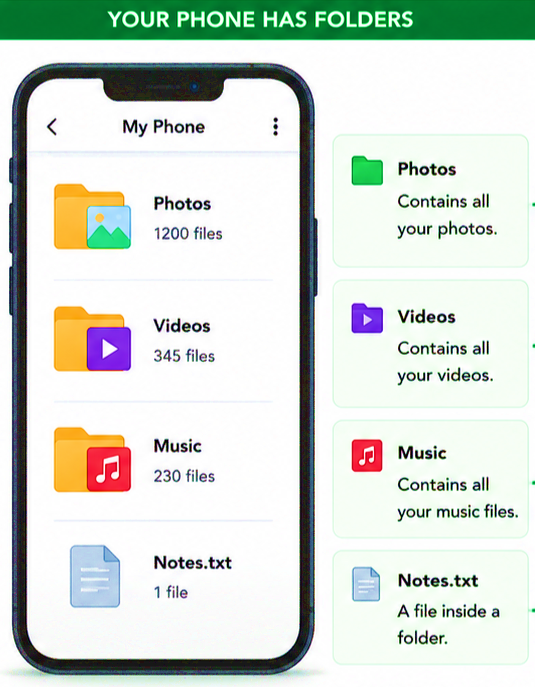 YOUR PHONE HAS FOLDERS
My Phone
Photos
1200 files
Videos
345 files
Music
230 files
Notes.txt
1 file
Photos
Contains all
your photos.
Videos
Contains all
your videos.
Music
Contains all
your music files.
Notes.txt
A file inside a
folder.